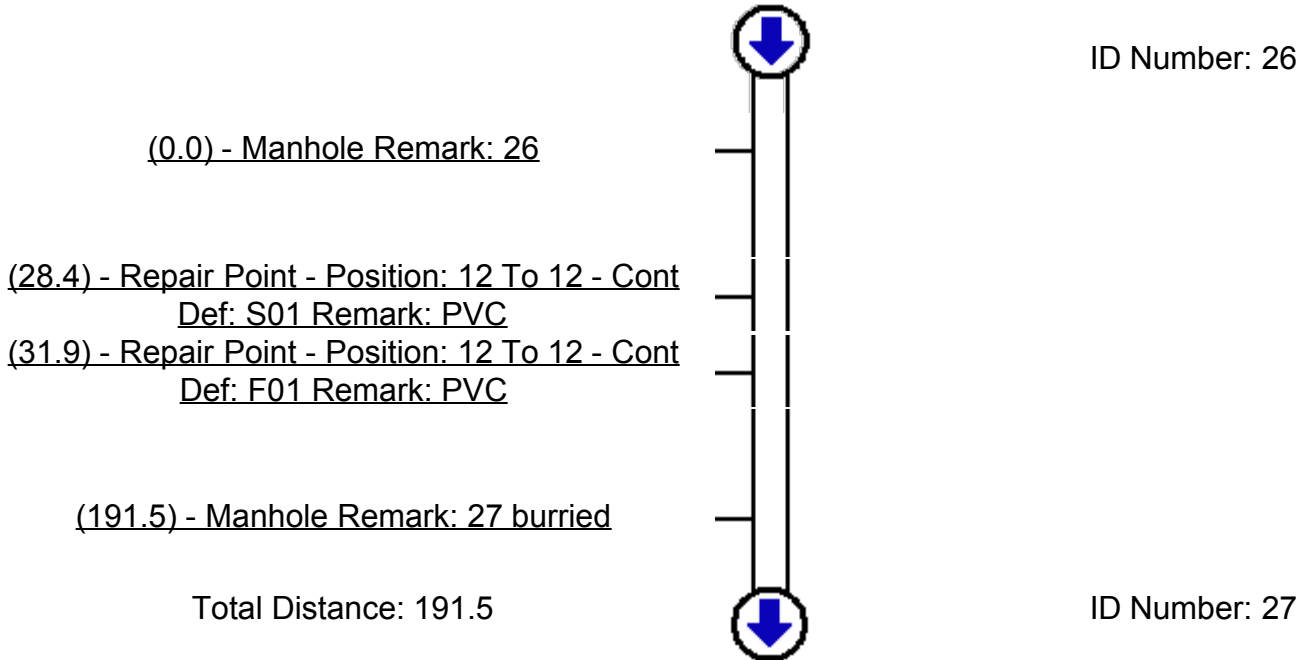 ID Number: 26
(0.0) - Manhole Remark: 26
(28.4) - Repair Point - Position: 12 To 12 - Cont
Def: S01 Remark: PVC
(31.9) - Repair Point - Position: 12 To 12 - Cont
Def: F01 Remark: PVC
(191.5) - Manhole Remark: 27 burried
Total Distance: 191.5
ID Number: 27